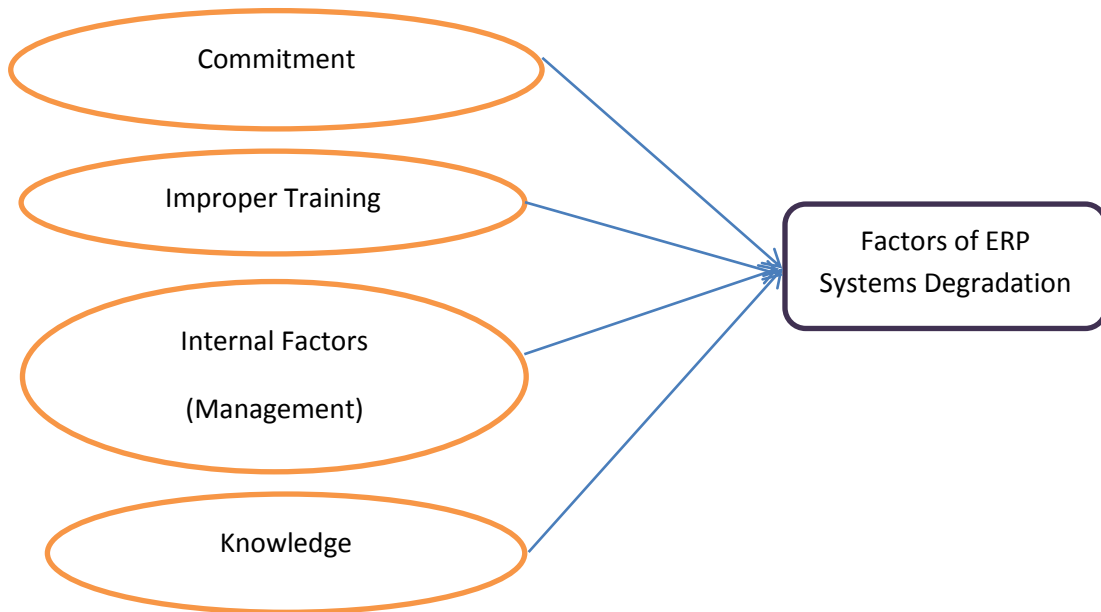 Commitment
Improper Training
Internal Factors
(Management)
Knowledge
Factors of ERP
Systems Degradation